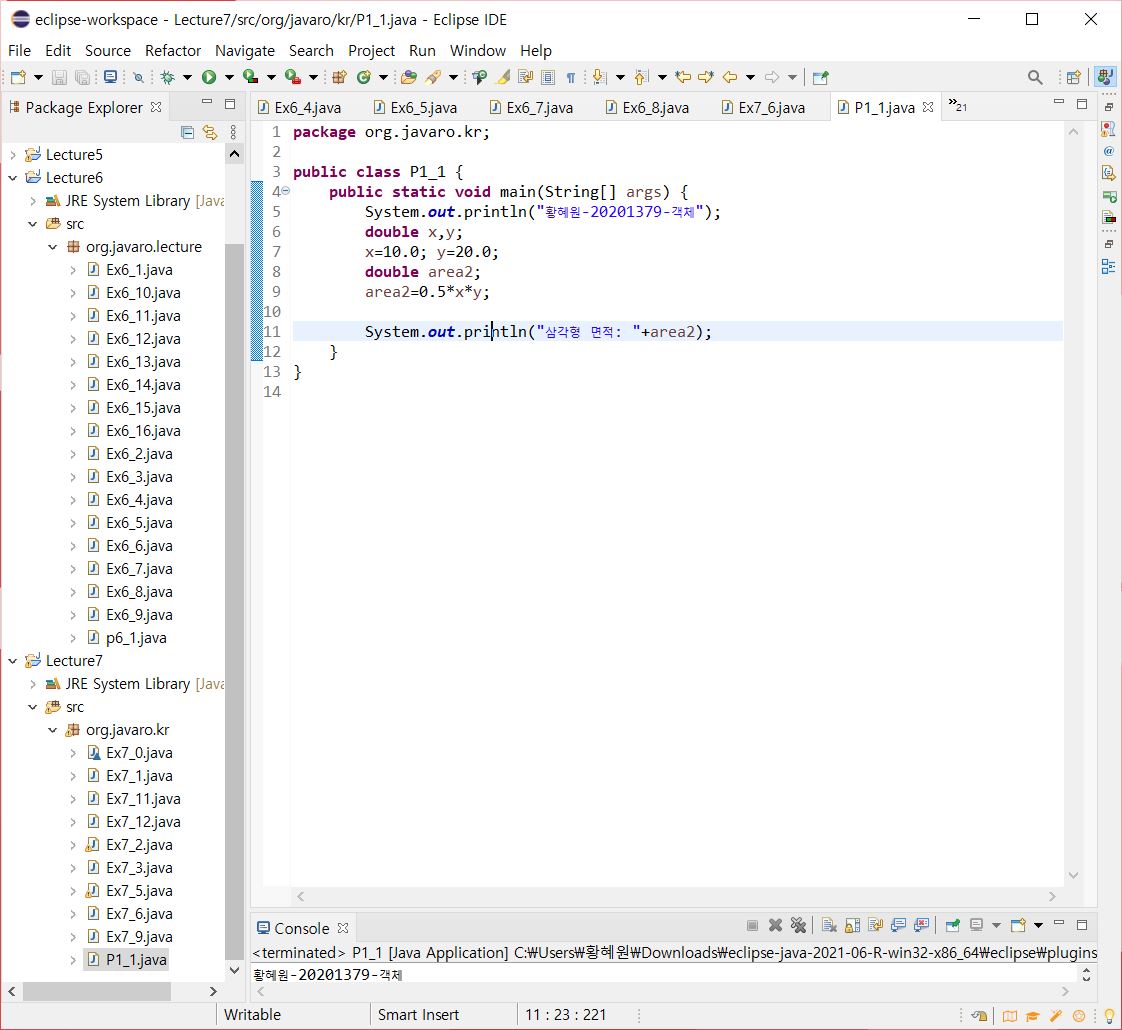 eclipse-workspace - Lecture7/src/org/javaro/kr/P1_1.java - Eclipse IDE
File Edit Source Refactor Navigate Search Project Run Window Help
Package Explorer
Lecture5
Lecture6
JRE System Library [Java
src
org.javaro.lecture
Ex6_1.java
Ex6_10.java
Ex6_11.java
Ex6_12.java
Ex6_13.java
Ex6_14.java
Ex6_15.java
Ex6_16.java
Ex6_2.java
Ex6_3.java
Ex6_4.java
Ex6_5.java
Ex6_6.java
Ex6_7.java
Ex6_8.java
Ex6_9.java
p6_1.java
Lecture7
JRE System Library [Java
src
org.javaro.kr
Ex7_0.java
Ex7_1.java
Ex7_11.java
Ex7_12.java
Ex7_2.java
Ex7_3.java
Ex7_5.java
Ex7_6.java
Ex7_9.java
P1_1.java
Ex6_4.java Ex6_5.java Ex6_7.java Ex6_8.java Ex7_6.java P1_1.java »21
1 package org.javaro.kr;
2
3 public class P1_1 {
4 public static void main(String[] args) {
5 System.out.println("황혜원-20201379-객체");
6 double x,y;
7 x=10.0; y=20.0;
8 double area2;
9 area2=0.5*x*y;
10
11 System.out.println("삼각형 면적: "+area2);
12 }
13 }
14
Console
<terminated> P1_1 [Java Application] C:₩Users₩황혜원₩Downloads₩eclipse-java-2021-06-R-win32-x86_64₩eclipse₩plugins
황혜원-20201379-객체
Writable Smart Insert 11 : 23 : 221